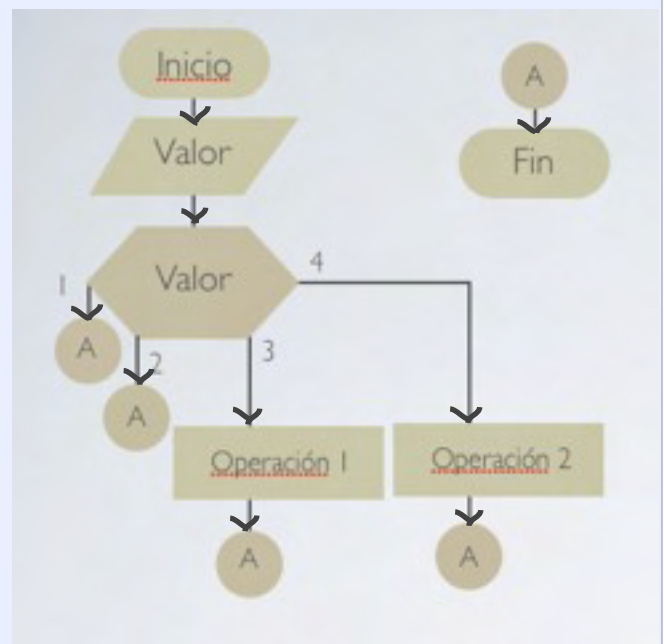 Inicio
A
Valor
Fin
Valor
4
1
A
2
3
A
Operación 1
Operación 2
A
A